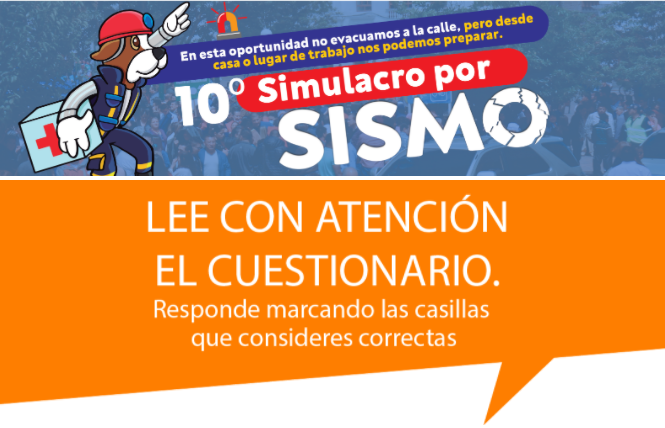 En esta oportunidad no evacuamos a la calle, pero desde
casa o lugar de trabajo nos podemos preparar.
10º Simulacro por
SISMO
LEE CON ATENCIÓN
EL CUESTIONARIO.
Responde marcando las casillas
que consideres correctas